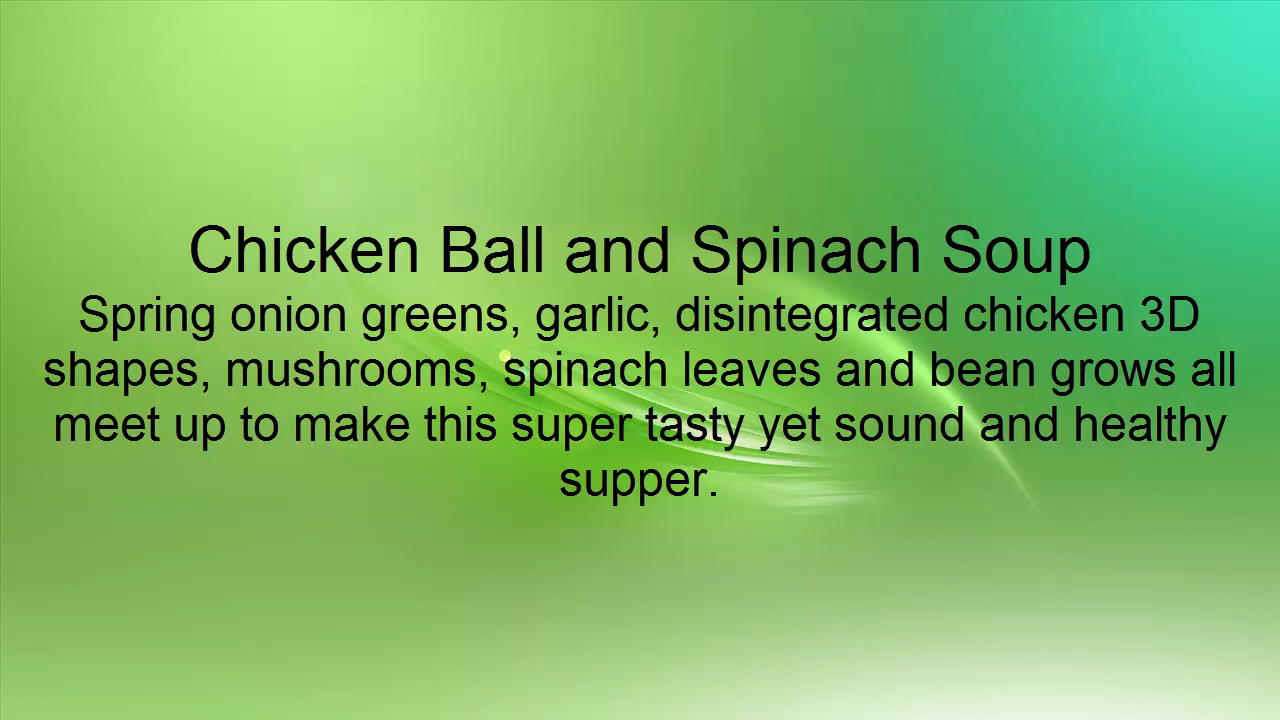 Chicken Ball and Spinach Soup
Spring onion greens, garlic, disintegrated chicken 3D
shapes, mushrooms, spinach leaves and bean grows all
meet up to make this super tasty yet sound and healthy
supper.